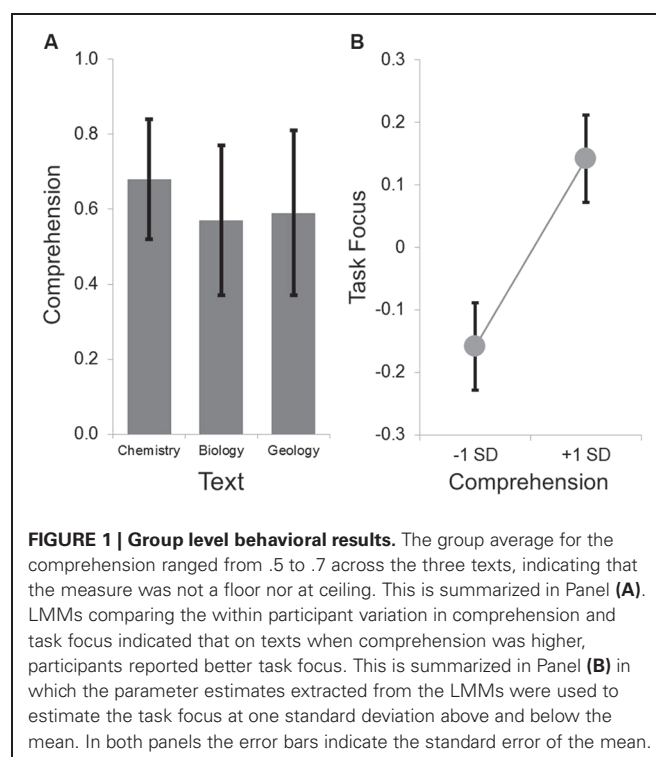 A
B
1.0
0.8
0.6
0.4
0.2
0.0
Comprehension
Chemistry Biology Geology
Text
0.3
0.2
0.1
0
-0.1
-0.2
-0.3
Task Focus
-1 SD +1 SD
Comprehension
FIGURE 1 | Group level behavioral results. The group average for the
comprehension ranged from .5 to .7 across the three texts, indicating that
the measure was not a floor nor at ceiling. This is summarized in Panel (A).
LMMs comparing the within participant variation in comprehension and
task focus indicated that on texts when comprehension was higher,
participants reported better task focus. This is summarized in Panel (B) in
which the parameter estimates extracted from the LMMs were used to
estimate the task focus at one standard deviation above and below the
mean. In both panels the error bars indicate the standard error of the mean.